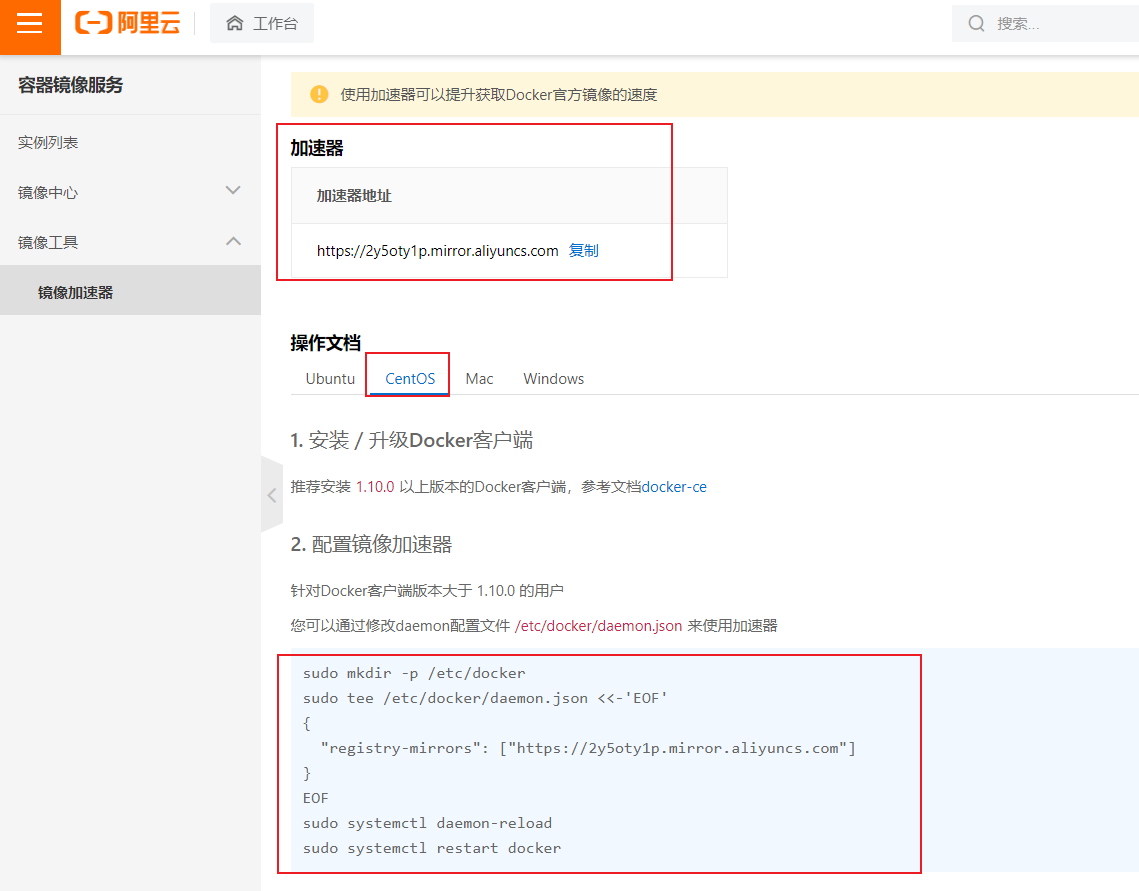 阿里云
工作台
搜索...
容器镜像服务
实例列表
镜像中心
镜像工具
镜像加速器
使用加速器可以提升获取Docker官方镜像的速度
加速器
加速器地址
https://2y5oty1p.mirror.aliyuncs.com 复制
操作文档
Ubuntu CentOS Mac Windows
1. 安装 / 升级Docker客户端
推荐安装 1.10.0 以上版本的Docker客户端，参考文档docker-ce
2. 配置镜像加速器
针对Docker客户端版本大于 1.10.0 的用户
您可以通过修改daemon配置文件 /etc/docker/daemon.json 来使用加速器
sudo mkdir -p /etc/docker
sudo tee /etc/docker/daemon.json <<-'EOF'
{
  "registry-mirrors": ["https://2y5oty1p.mirror.aliyuncs.com"]
}
EOF
sudo systemctl daemon-reload
sudo systemctl restart docker